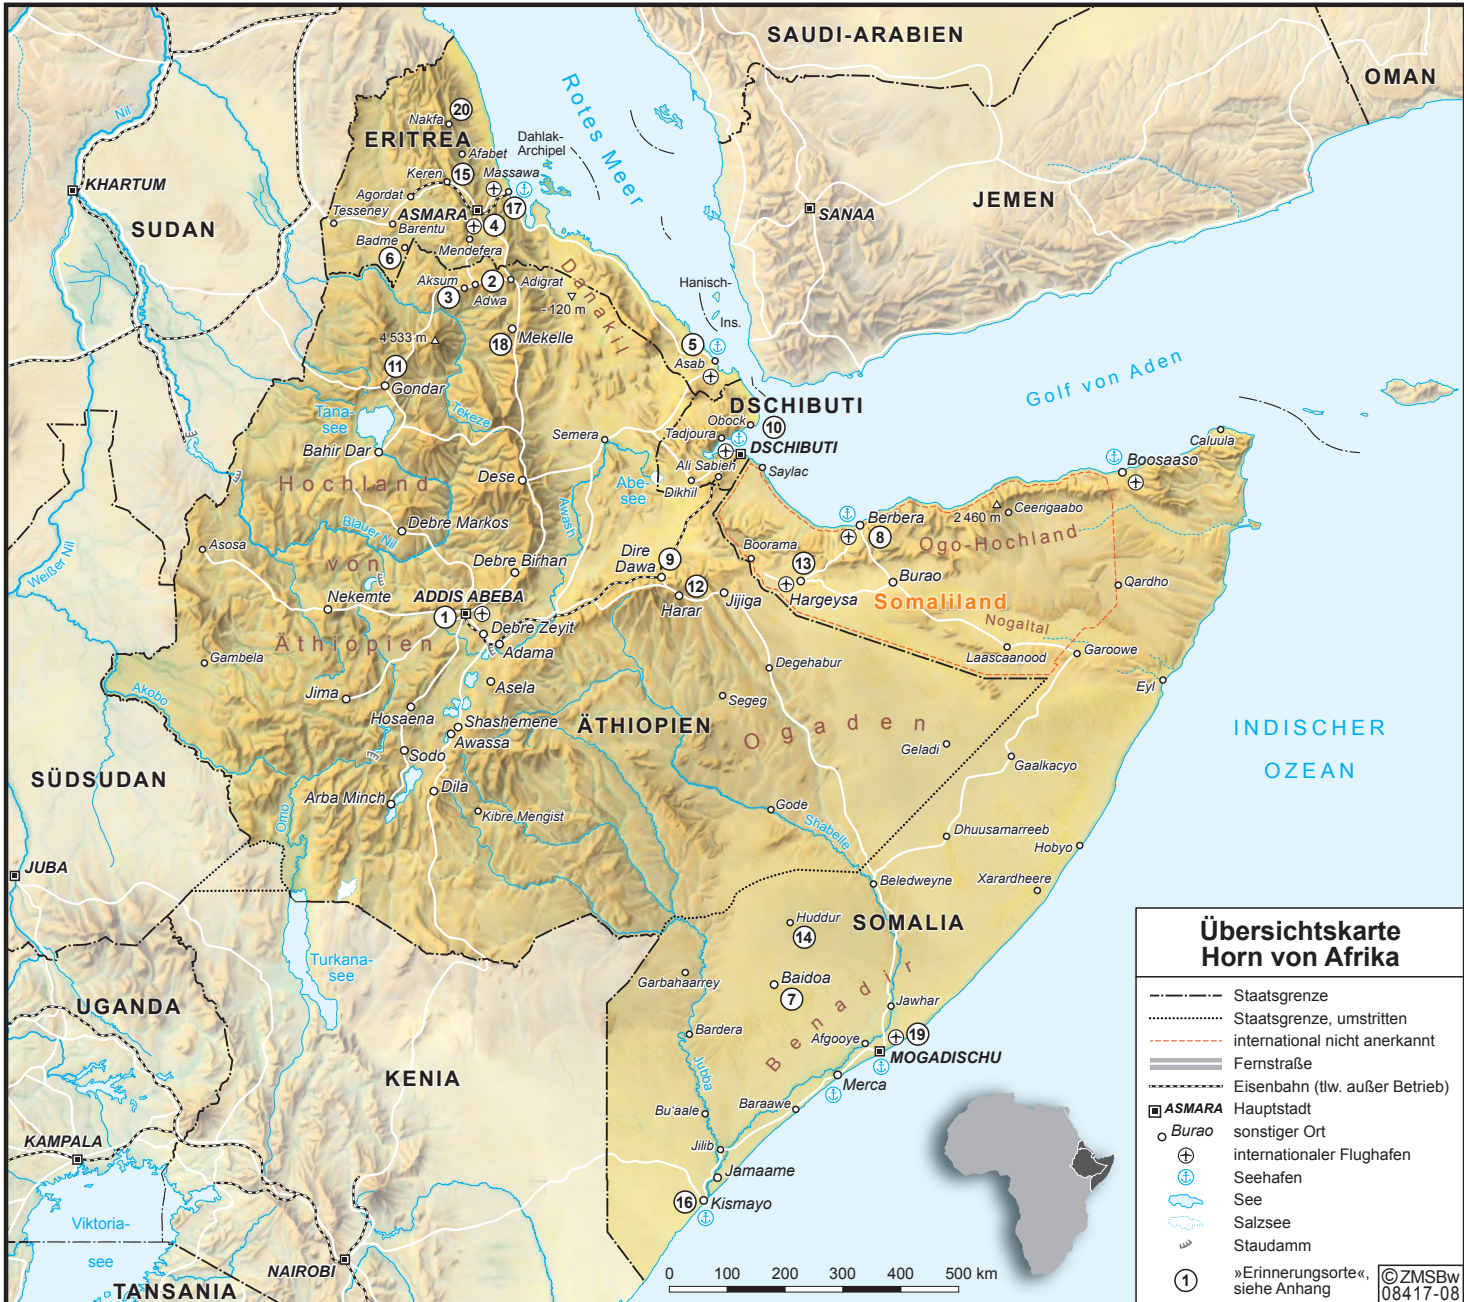 SAUDI-ARABIEN
OMAN
Rotes Meer
Nil
20
Nakfa
ERITREA
Dahlak-
Archipel
Afabet
KHARTUM
Keren
15
Massawa
JEMEN
Agordat
SANAA
Tesseney
ASMARA
4
17
SUDAN
Barentu
Badme
6
Mendefera
Danakil
Aksum
2
Adigrat
Hanisch-
Ins.
3
Adwa
- 120 m
4 533 m
18
Mekelle
5
Asab
11
Gondar
Golf von Aden
Tana-
see
Tekeze
DSCHIBUTI
Obock
10
Tadjoura
DSCHIBUTI
Semera
Caluula
Bahir Dar
Ali Sabieh
Saylac
Boosaaso
Hochland
Dese
Abe-
see
Dikhil
Awash
2 460 m
Ceerigaabo
Blauer Nil
Debre Markos
Berbera
8
Ogo-Hochland
Asosa
Boorama
Weißer Nil
von
Debre Birhan
Dire
Dawa
9
13
Burao
Qardho
Nekemte
ADDIS ABEBA
12
Hargeysa
Somaliland
1
Harar
Jijiga
Nogaltal
Debre Zeyit
Äthiopien
Adama
Laascaanood
Garoowe
Gambela
Degehabur
Akobo
Jima
Asela
Segeg
Eyl
Hosaena
Shashemene
ÄTHIOPIEN
Ogaden
INDISCHER
OZEAN
Awassa
Geladi
Sodo
Gaalkacyo
SÜDSUDAN
Arba Minch
Dila
Omo
Kibre Mengist
Gode
Shabelle
Dhuusamarreeb
Hobyo
JUBA
Beledweyne
Xarardheere
Huddur
14
SOMALIA
Turkana-
see
Garbahaarrey
Baidoa
7
Benadir
UGANDA
Jawhar
Bardera
Afgooye
19
MOGADISCHU
KENIA
Jubba
Merca
Bu'aale
Baraawe
KAMPALA
Jilib
Jamaame
16
Kismayo
Viktoria-
see
NAIROBI
TANSANIA
0 100 200 300 400 500 km
Übersichtskarte
Horn von Afrika
Staatsgrenze
Staatsgrenze, umstritten
international nicht anerkannt
Fernstraße
Eisenbahn (tlw. außer Betrieb)
ASMARA Hauptstadt
Burao sonstiger Ort
internationaler Flughafen
Seehafen
See
Salzsee
Staudamm
1 »Erinnerungsorte«,
siehe Anhang
©ZMSBw
08417-08